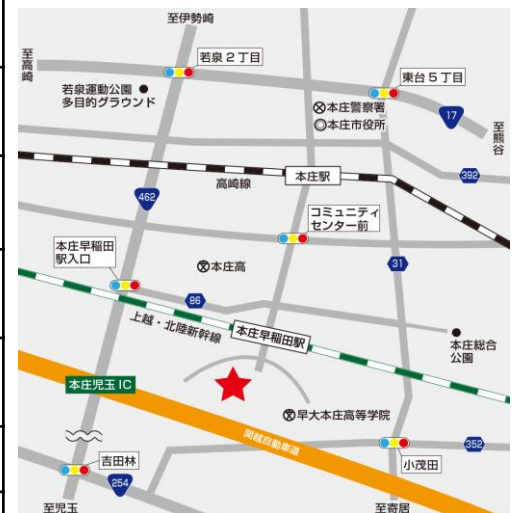 至伊勢崎
至高崎
若泉２丁目
若泉運動公園
多目的グラウンド
東台５丁目
本庄警察署
本庄市役所
17
至熊谷
392
本庄駅
高崎線
462
コミュニティ
センター前
本庄早稲田
駅入口
本庄高
31
86
上越・北陸新幹線
本庄早稲田駅
本庄総合
公園
本庄児玉IC
早大本庄高等学院
関越自動車道
352
小茂田
吉田林
254
至児玉
至寄居